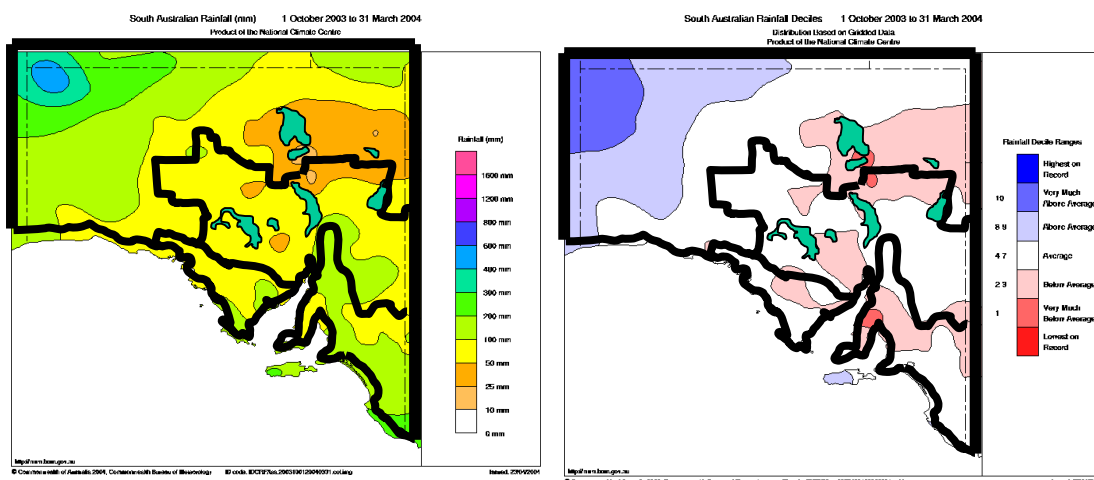 South Australian Rainfall (mm) 1 October 2003 to 31 March 2004
Product of the National Climate Centre
Rainfall (mm)
1600 mm
1200 mm
800 mm
600 mm
400 mm
300 mm
200 mm
100 mm
50 mm
25 mm
10 mm
0 mm
http://www.bom.gov.au
© Commonwealth of Australia 2004, Commonwealth Bureau of Meteorology
Issued: 23/04/2004
South Australian Rainfall Deciles 1 October 2003 to 31 March 2004
Distribution Based on Gridded Data
Product of the National Climate Centre
Rainfall Decile Ranges
Highest on
Record
10 Very Much
Above Average
8 9 Above Average
4 7 Average
2 3 Below Average
1 Very Much
Below Average
Lowest on
Record
http://www.bom.gov.au